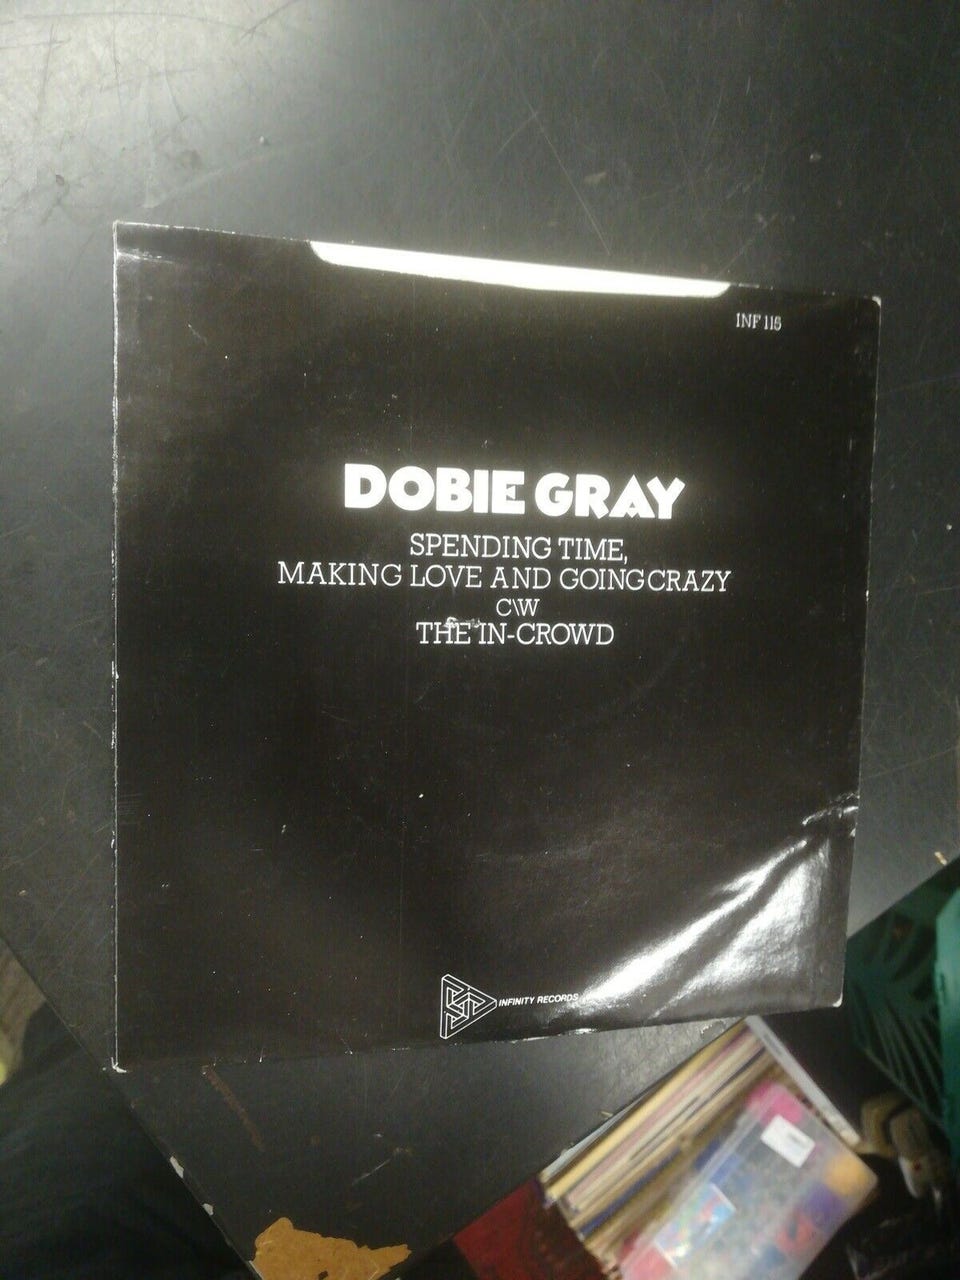 INF 115
DOBIE GRAY
SPENDING TIME,
MAKING LOVE AND GOING CRAZY
C\W
THE IN-CROWD
INFINITY RECORDS